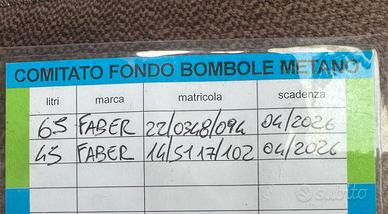 COMITATO FONDO BOMBOLE METANO
litri marca matricola scadenza
65 FABER 22/0348/094 04/2026
45 FABER 14/5117/102 04/2026
subito